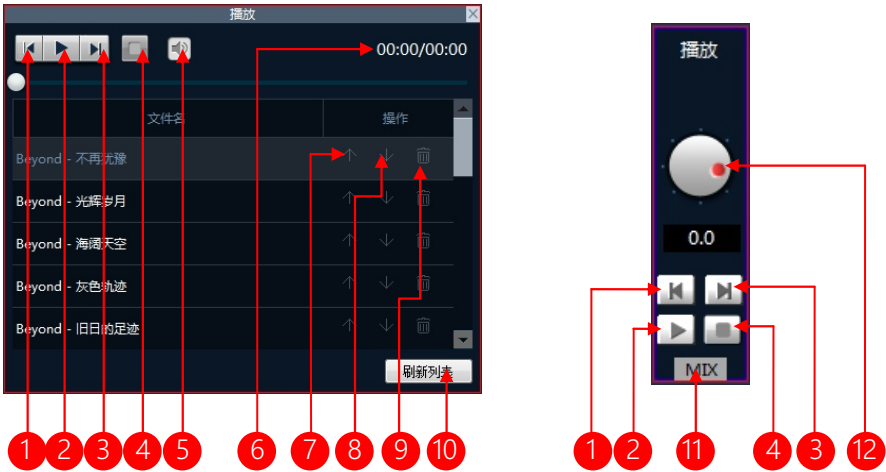 播放
00:00/00:00
文件名 操作
Beyond - 不再犹豫
Beyond - 光辉岁月
Beyond - 海阔天空
Beyond - 灰色轨迹
Beyond - 旧日的足迹
刷新列表
1 2 3 4 5 6 7 8 9 10
播放
0.0
MIX
1 2 11 4 3 12